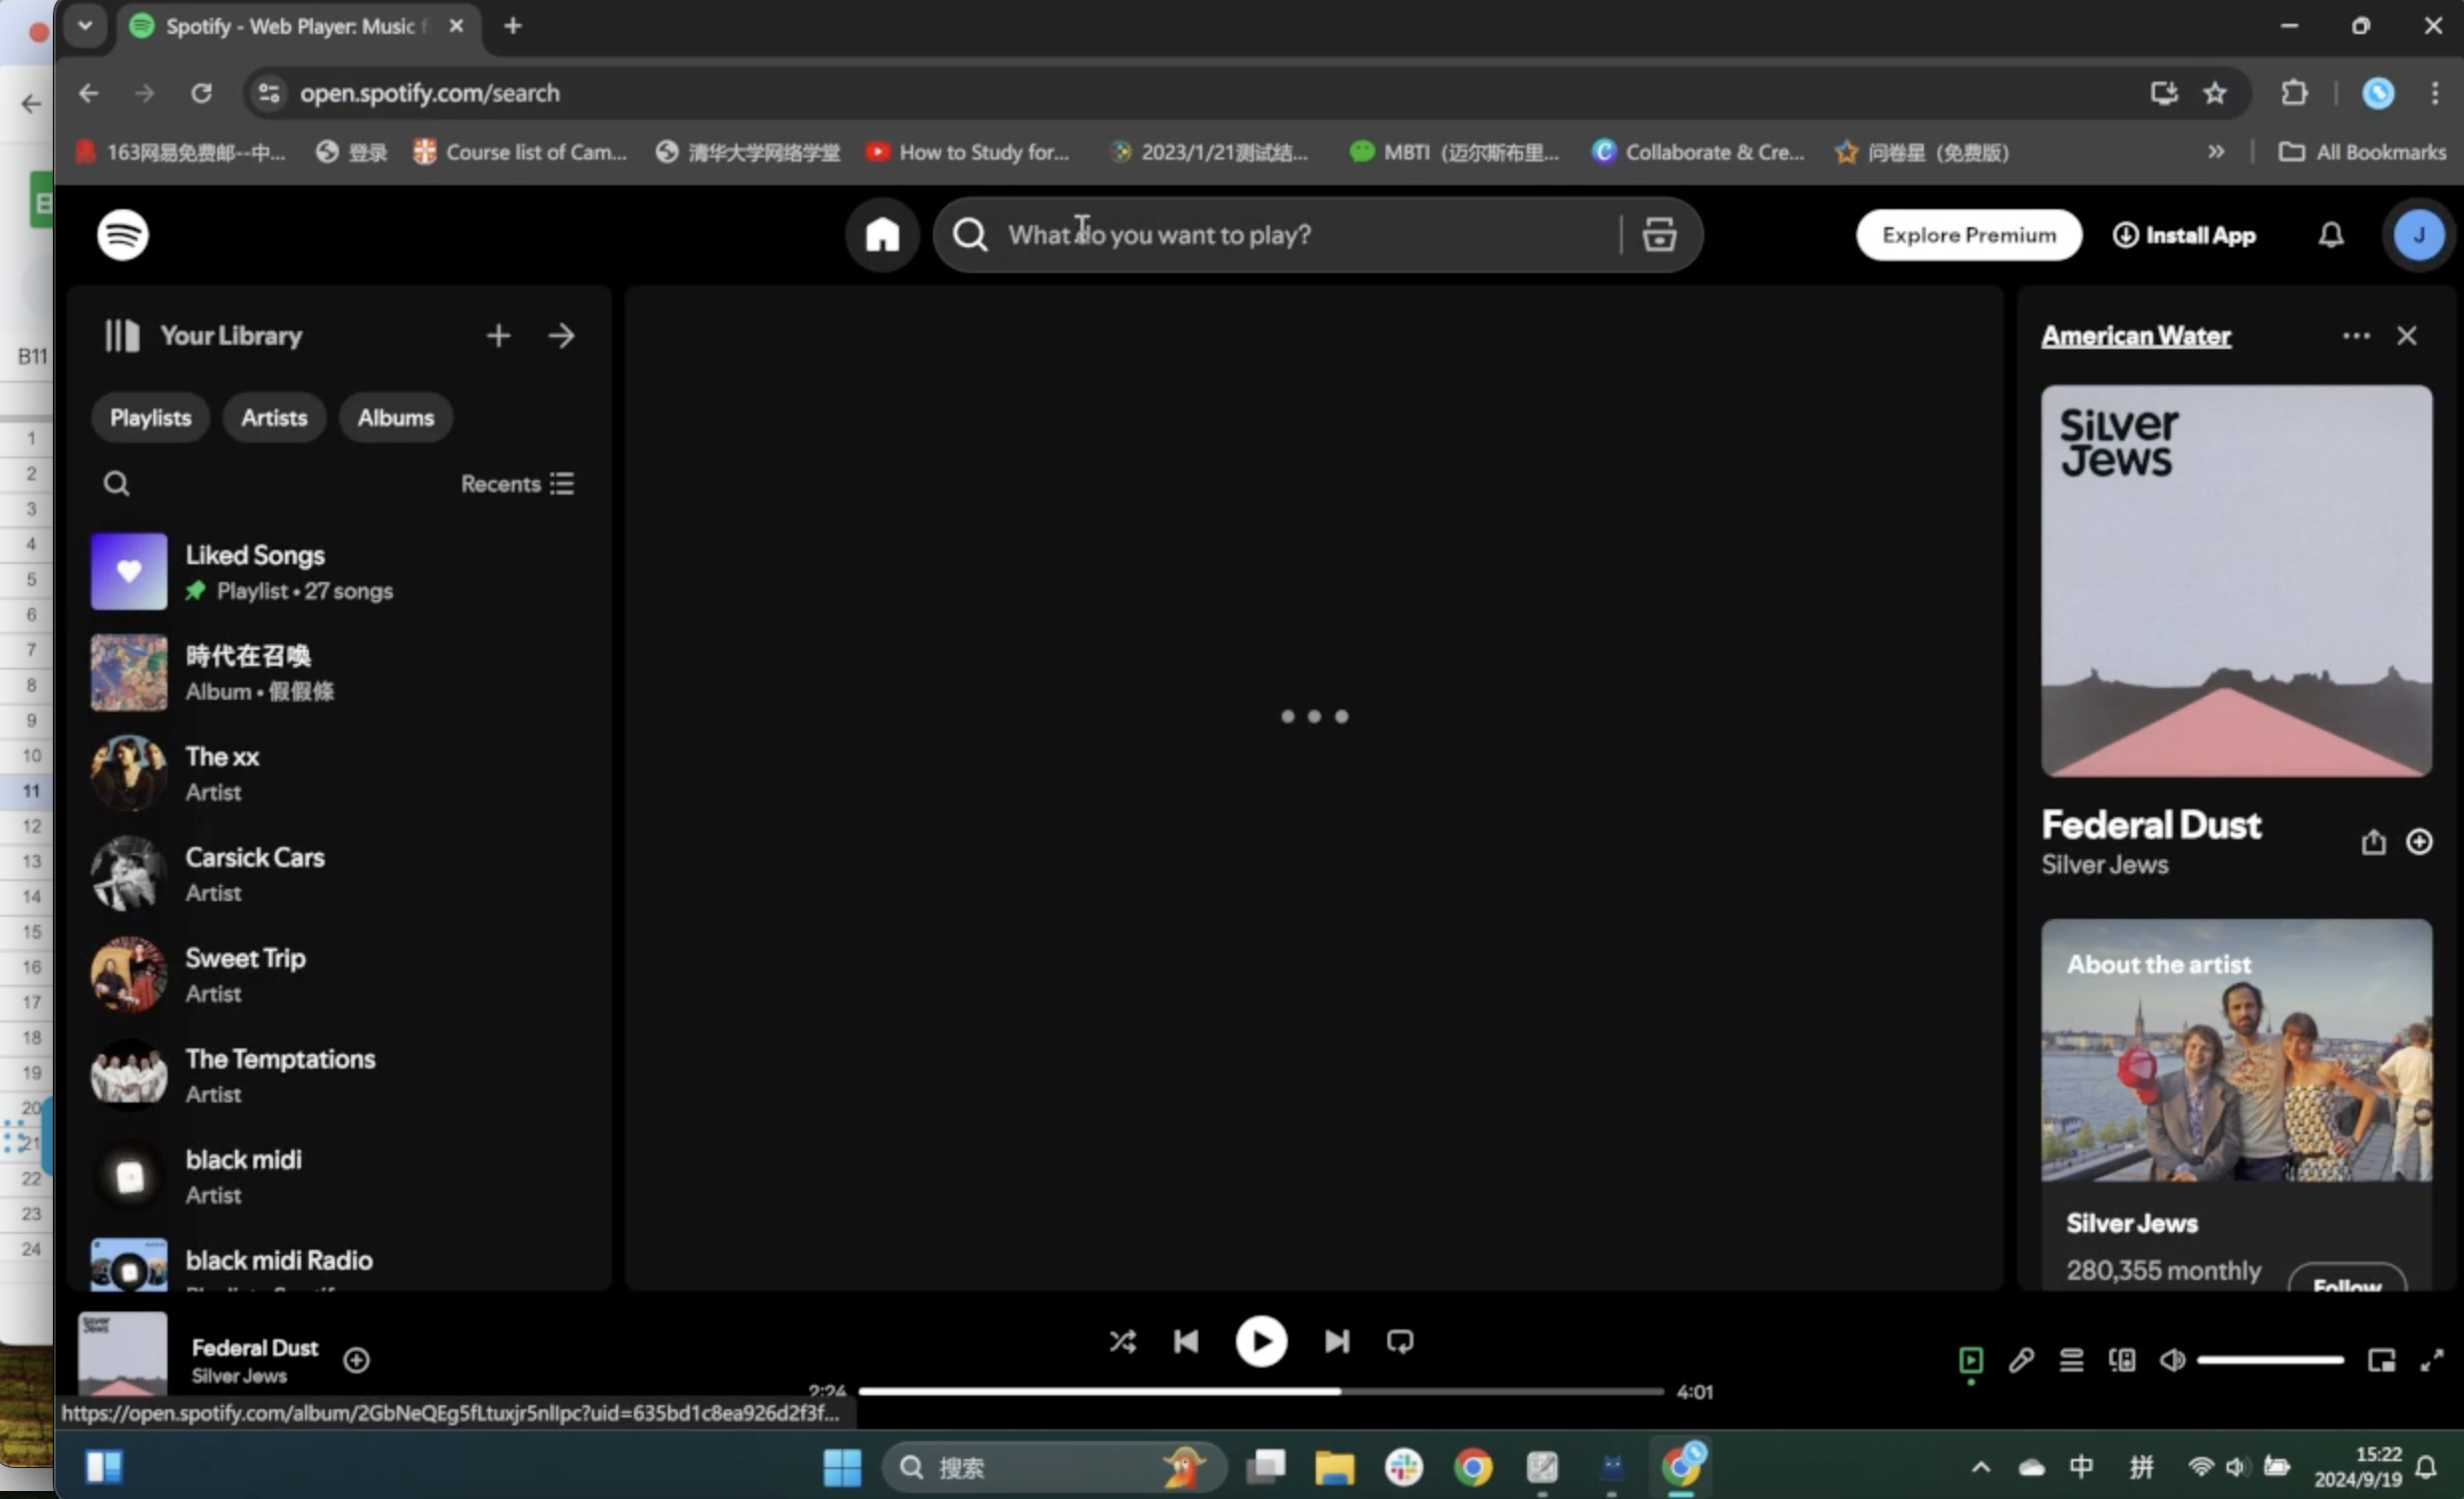 Spotify - Web Player: Music f
open.spotify.com/search
163网易免费邮--中...
登录
Course list of Cam...
清华大学网络学堂
How to Study for...
2023/1/21测试结...
MBTI（迈尔斯布里...
Collaborate & Cre...
问卷星（免费版）
All Bookmarks
What do you want to play?
Explore Premium
Install App
J
B11
1
2
3
4
5
6
7
8
9
10
11
12
13
14
15
16
17
18
19
20
21
22
23
24
Your Library
Playlists
Artists
Albums
Recents
Liked Songs
Playlist • 27 songs
時代在召喚
Album • 假假條
The xx
Artist
Carsick Cars
Artist
Sweet Trip
Artist
The Temptations
Artist
black midi
Artist
black midi Radio
American Water
Silver
Jews
Federal Dust
Silver Jews
About the artist
Silver Jews
280,355 monthly
Follow
Silver
Jews
Federal Dust
Silver Jews
2:24
4:01
https://open.spotify.com/album/2GbNeQEg5fLtuxjr5nlIpc?uid=635bd1c8ea926d2f3f...
搜索
中
拼
15:22
2024/9/19